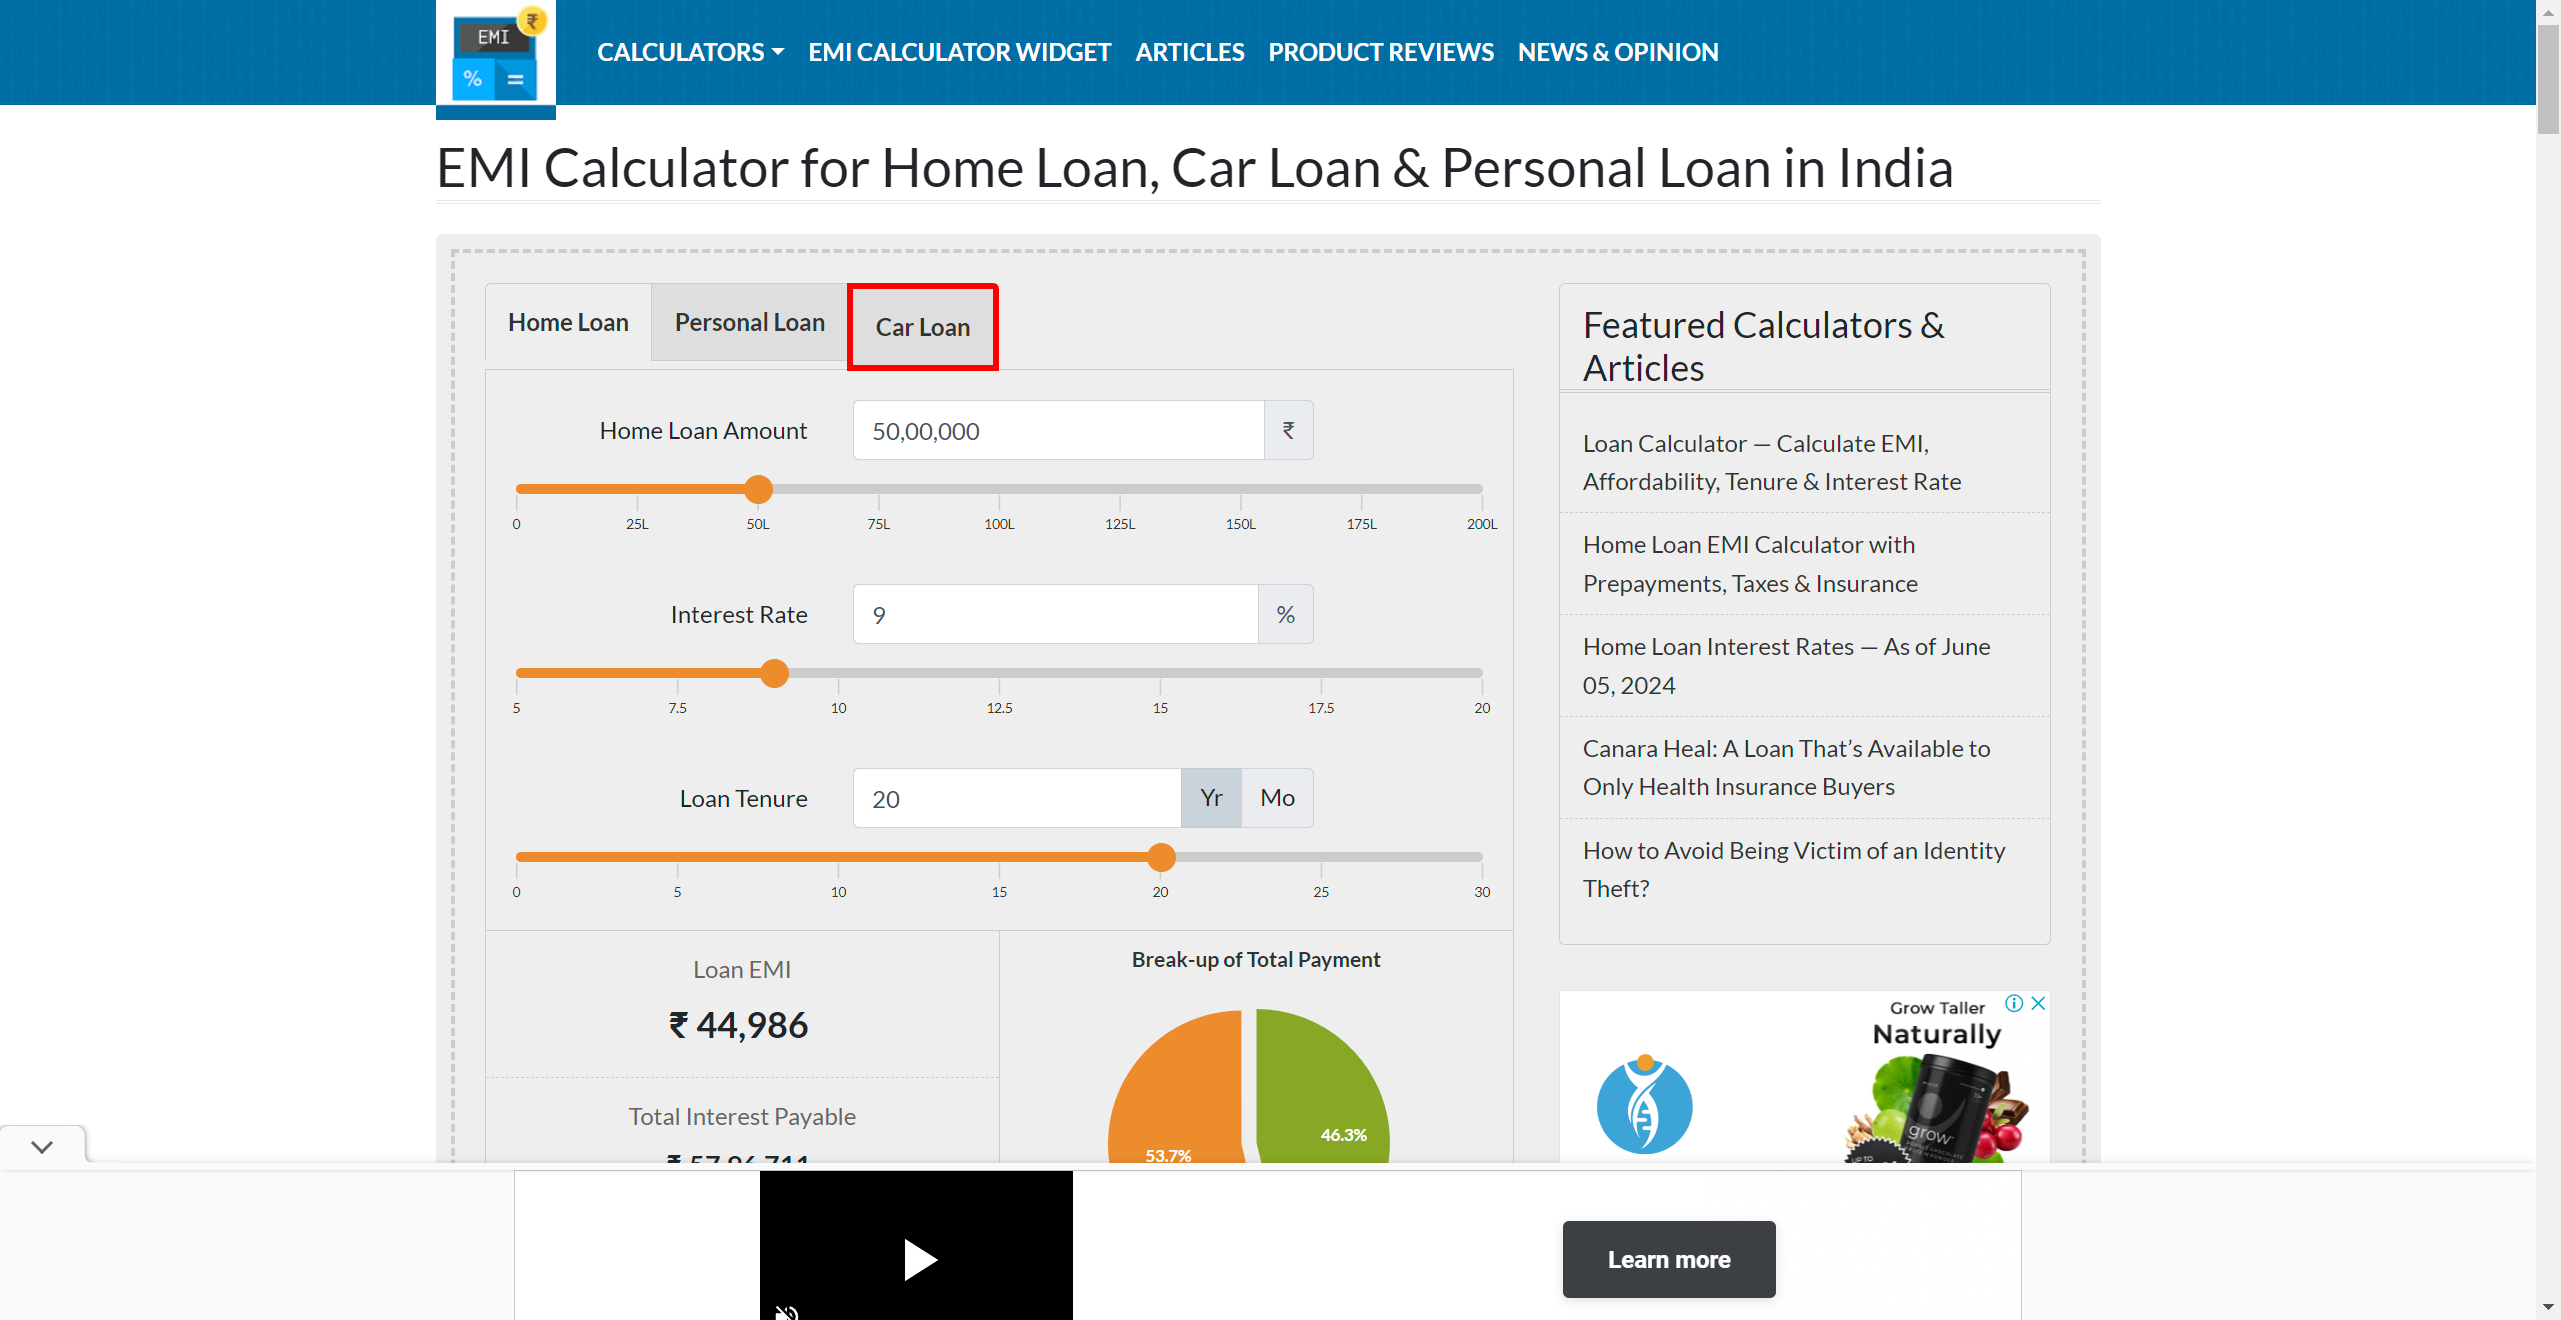 EMI
₹
%
=
CALCULATORS
EMI CALCULATOR WIDGET
ARTICLES
PRODUCT REVIEWS
NEWS & OPINION
EMI Calculator for Home Loan, Car Loan & Personal Loan in India
Home Loan
Personal Loan
Car Loan
Home Loan Amount
50,00,000
₹
0
25L
50L
75L
100L
125L
150L
175L
200L
Interest Rate
9
%
5
7.5
10
12.5
15
17.5
20
Loan Tenure
20
Yr
Mo
0
5
10
15
20
25
30
Loan EMI
₹ 44,986
Total Interest Payable
₹ 57,96,711
Break-up of Total Payment
53.7%
46.3%
Featured Calculators &
Articles
Loan Calculator — Calculate EMI,
Affordability, Tenure & Interest Rate
Home Loan EMI Calculator with
Prepayments, Taxes & Insurance
Home Loan Interest Rates — As of June
05, 2024
Canara Heal: A Loan That’s Available to
Only Health Insurance Buyers
How to Avoid Being Victim of an Identity
Theft?
Grow Taller
Naturally
grow
UP TO
Learn more